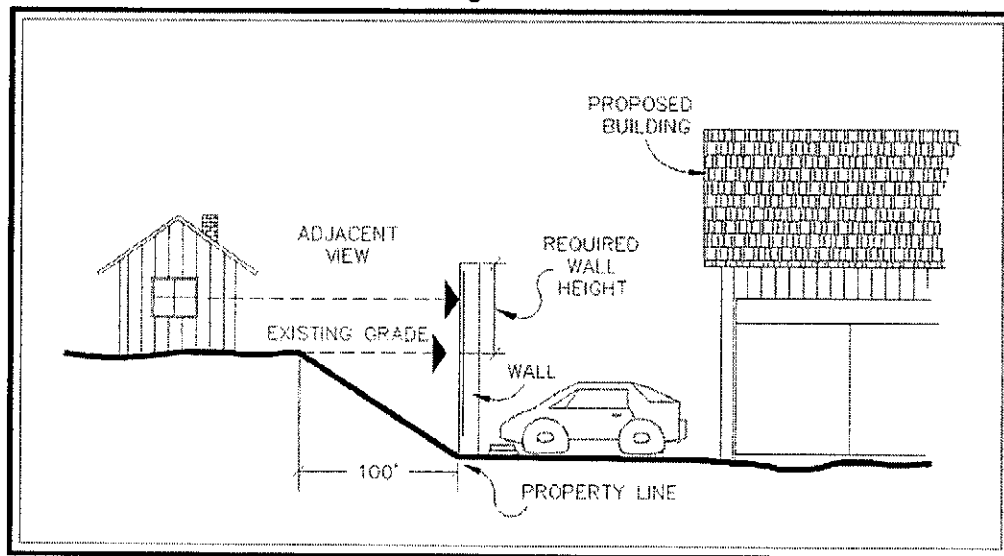 PROPOSED
BUILDING
ADJACENT
VIEW
REQUIRED
WALL
HEIGHT
EXISTING GRADE
WALL
100'
PROPERTY LINE